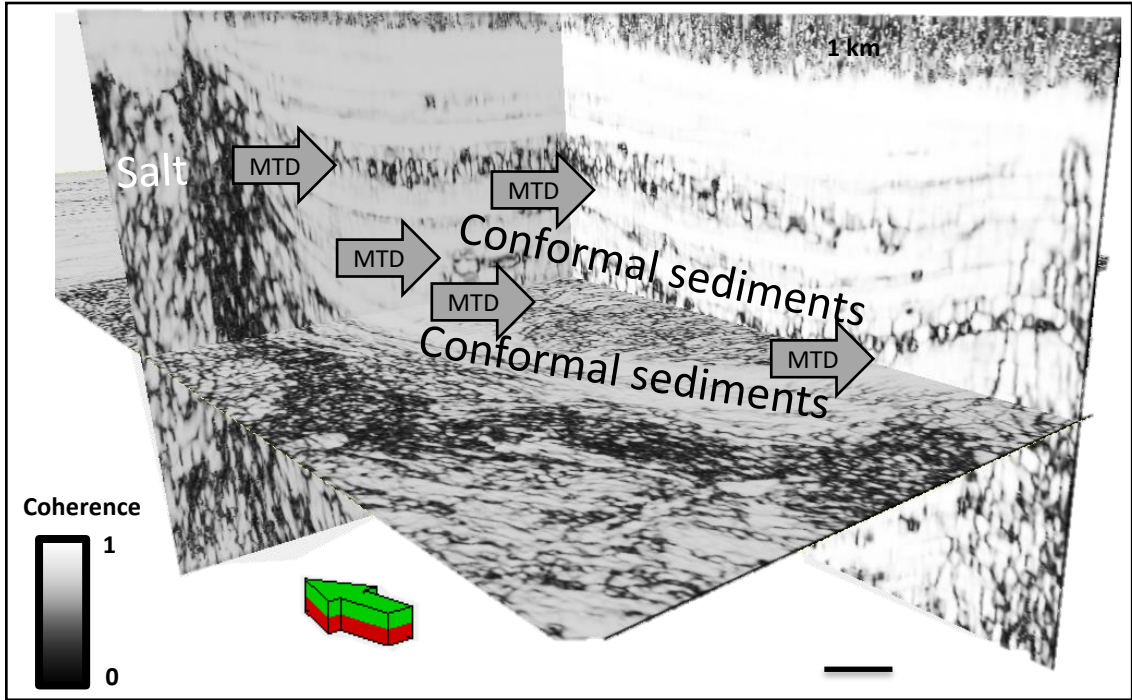 1 km
Salt
MTD
MTD
MTD
MTD
MTD
Conformal sediments
Conformal sediments
Coherence
1
0